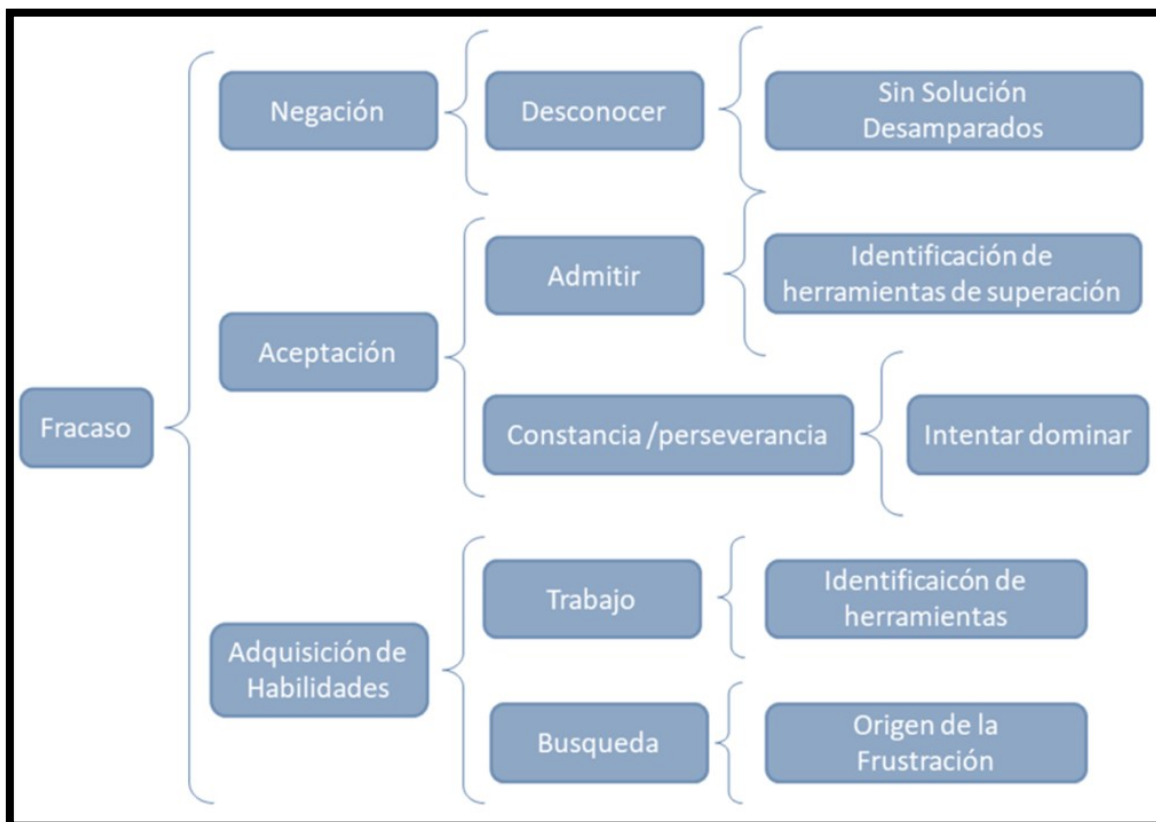 Fracaso
Negación
Desconocer
Sin Solución
Desamparados
Aceptación
Admitir
Identificación de
herramientas de superación
Constancia /perseverancia
Intentar dominar
Adquisición de
Habilidades
Trabajo
Identificaicón de
herramientas
Busqueda
Origen de la
Frustración